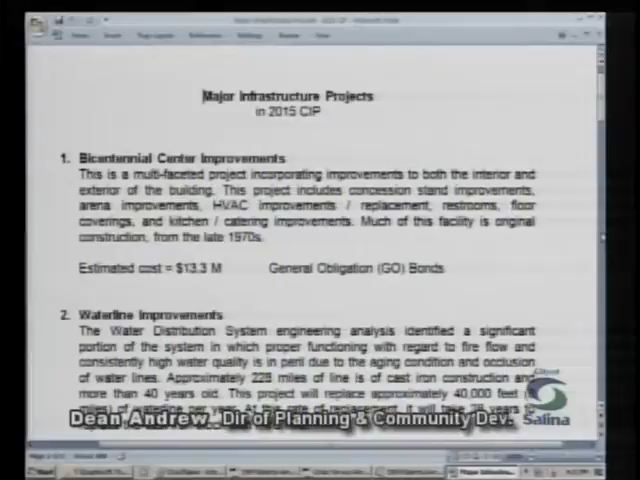 Major Infrastructure Projects
in 2015 CIP
1. Bicentennial Center Improvements
This is a multi-faceted project incorporating improvements to both the interior and
exterior of the building. This project includes concession stand improvements,
arena improvements, HVAC improvements / replacement, restrooms, floor
coverings, and kitchen / catering improvements. Much of this facility is original
construction, from the late 1970s.
Estimated cost = $13.3 M General Obligation (GO) Bonds
2. Waterline Improvements
The Water Distribution System engineering analysis identified a significant
portion of the system in which proper functioning with regard to fire flow and
consistently high water quality is in peril due to the aging condition and occlusion
of water lines. Approximately 228 miles of line is of cast iron construction and
more than 40 years old. This project will replace approximately 40,000 feet
Dean Andrew.. Dir of Planning & Community Dev.
City of
Salina